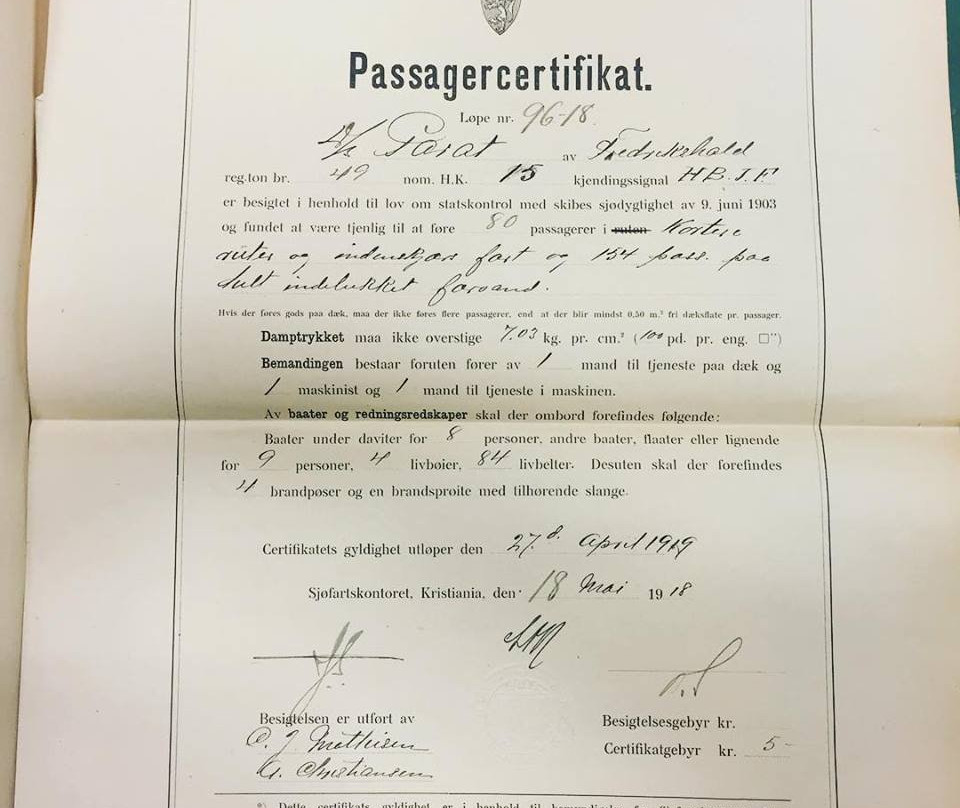 Passagercertifikat.
Løpe nr. 96-18.
D/S Parat av Fredrikshald
reg.ton br. 49 nom. H.K. 15 kjendingssignal H B. J. F.
er besigtet i henhold til lov om statskontrol med skibes sjødygtighet av 9. juni 1903
og fundet at være tjenlig til at føre 80 passagerer i ruten Kortere
ruter og indenskjærs fart og 154 pass. paa
helt indelukket farvand.
Hvis der føres gods paa dæk, maa der ikke føres flere passagerer, end at der blir mindst 0,50 m.² fri dæksflate pr. passager.
Damptrykket maa ikke overstige 7.03 kg. pr. cm.² (100 pd. pr. eng. □")
Bemandingen bestaar foruten fører av 1 mand til tjeneste paa dæk og
1 maskinist og 1 mand til tjeneste i maskinen.
Av baater og redningsredskaper skal der ombord forefindes følgende:
Baater under daviter for 8 personer, andre baater, flaater eller lignende
for 9 personer, 4 livbøier, 84 livbelter. Desuten skal der forefindes
4 brandpøser og en brandsprøite med tilhørende slange.
Certifikatets gyldighet utløper den 27.d. April 1919
Sjøfartskontoret, Kristiania, den 18 Mai 1918
Besigtelsen er utført av
Besigtelsesgebyr kr.
O. J. Mathisen
Certifikatgebyr kr. 5-
A. Christiansen
*) Dette certifikats gyldighet er i henhold til